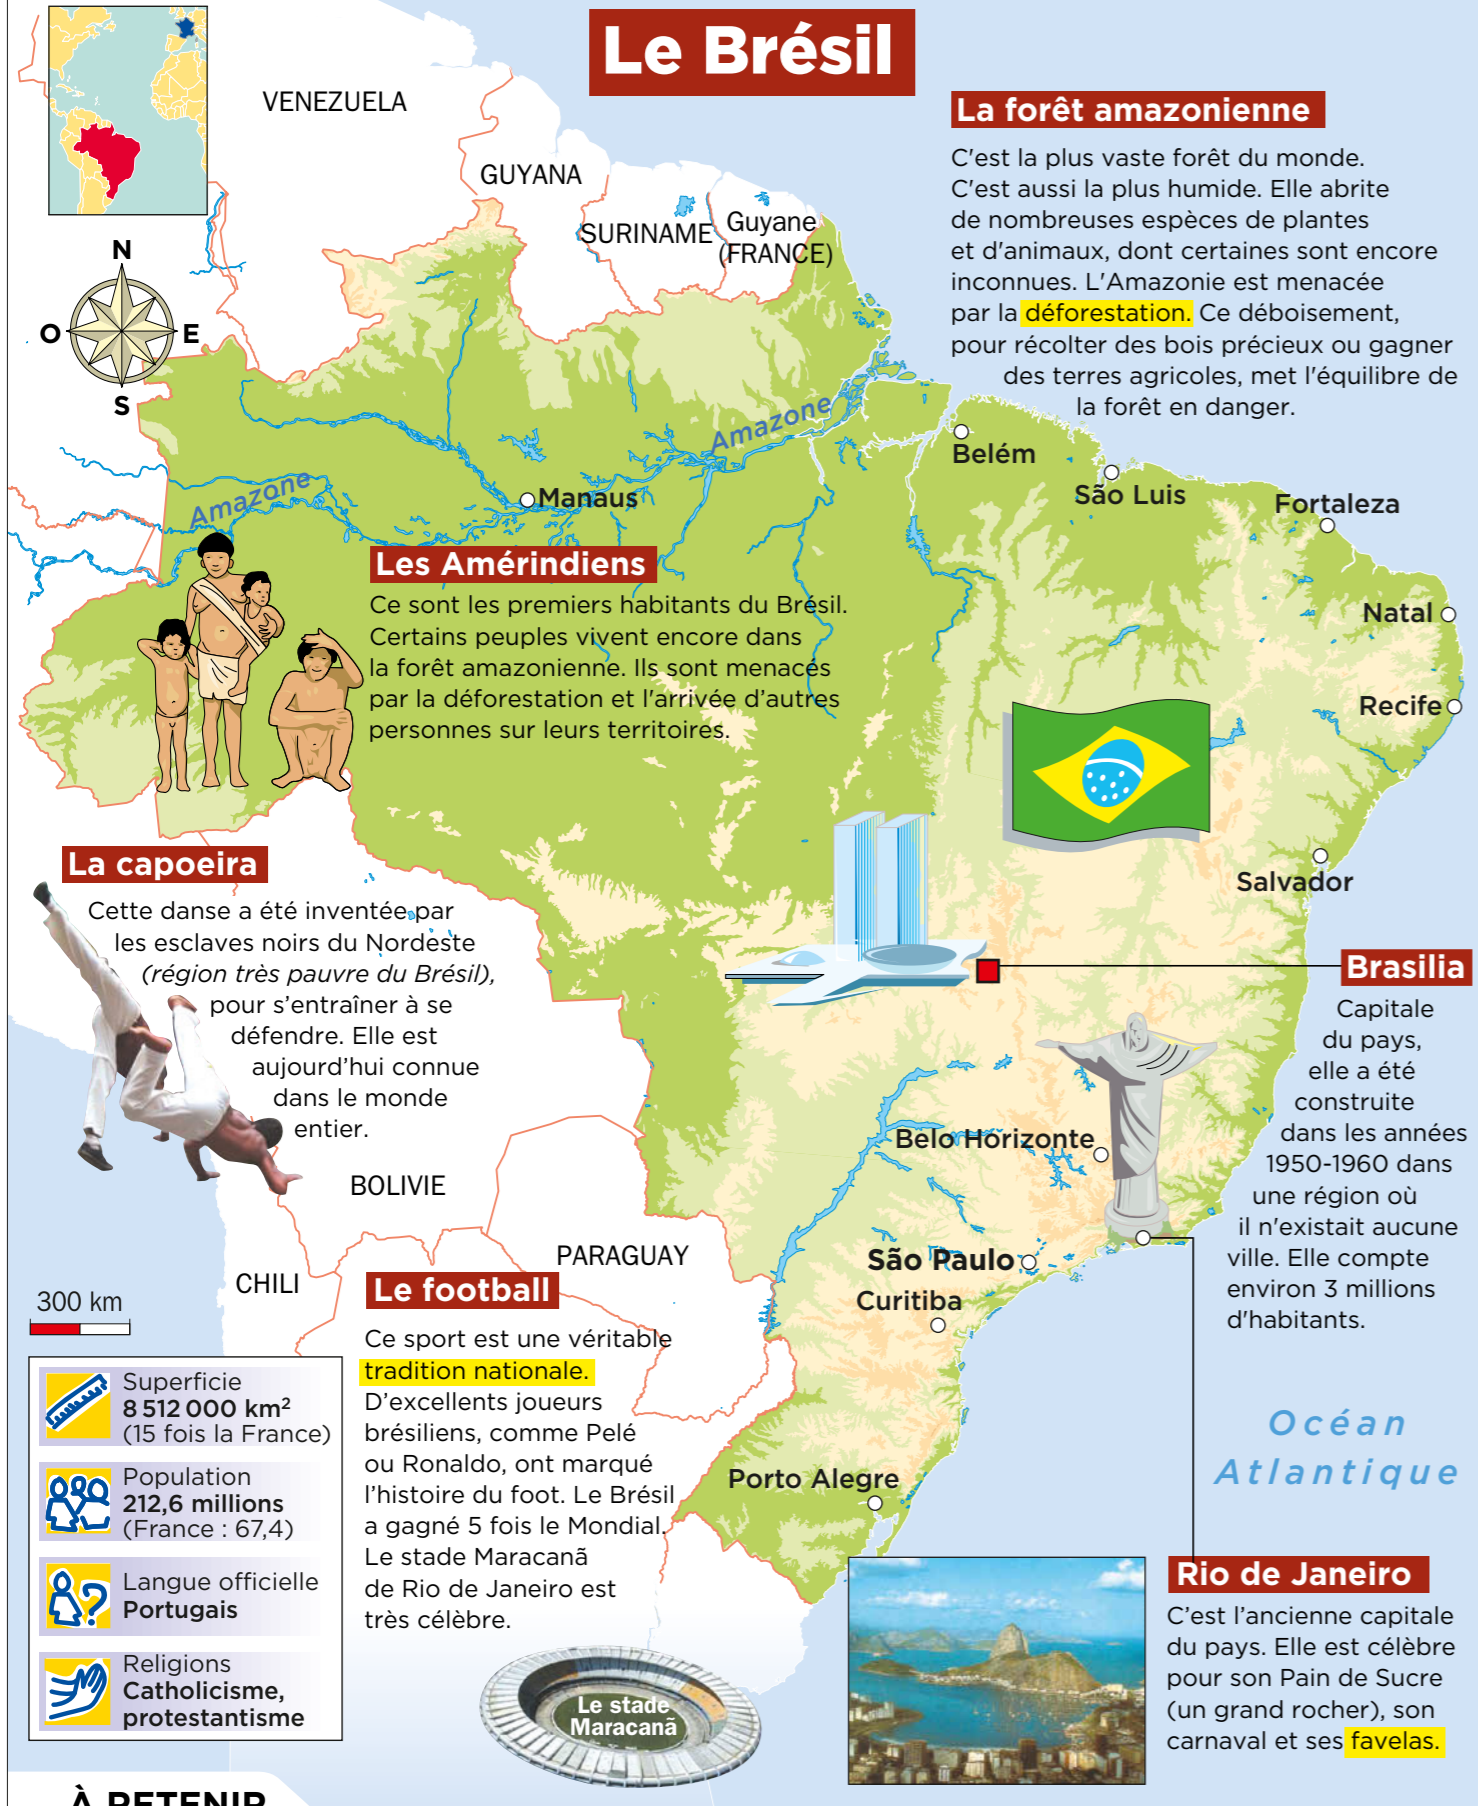 Le Brésil
VENEZUELA
GUYANA
SURINAME
Guyane
(FRANCE)
N
O
E
S
La forêt amazonienne
C'est la plus vaste forêt du monde.
C'est aussi la plus humide. Elle abrite
de nombreuses espèces de plantes
et d'animaux, dont certaines sont encore
inconnues. L'Amazonie est menacée
par la déforestation. Ce déboisement,
pour récolter des bois précieux ou gagner
des terres agricoles, met l'équilibre de
la forêt en danger.
Amazone
Amazone
Manaus
Belém
São Luis
Fortaleza
Natal
Recife
Salvador
Les Amérindiens
Ce sont les premiers habitants du Brésil.
Certains peuples vivent encore dans
la forêt amazonienne. Ils sont menacés
par la déforestation et l'arrivée d'autres
personnes sur leurs territoires.
La capoeira
Cette danse a été inventée par
les esclaves noirs du Nordeste
(région très pauvre du Brésil),
pour s'entraîner à se
défendre. Elle est
aujourd'hui connue
dans le monde
entier.
Brasilia
Capitale
du pays,
elle a été
construite
dans les années
1950-1960 dans
une région où
il n'existait aucune
ville. Elle compte
environ 3 millions
d'habitants.
Belo Horizonte
São Paulo
Curitiba
Porto Alegre
BOLIVIE
PARAGUAY
CHILI
300 km
Le football
Ce sport est une véritable
tradition nationale.
D'excellents joueurs
brésiliens, comme Pelé
ou Ronaldo, ont marqué
l'histoire du foot. Le Brésil
a gagné 5 fois le Mondial.
Le stade Maracanã
de Rio de Janeiro est
très célèbre.
Le stade
Maracanã
Superficie
8 512 000 km²
(15 fois la France)
Population
212,6 millions
(France : 67,4)
Langue officielle
Portugais
Religions
Catholicisme,
protestantisme
Océan
Atlantique
Rio de Janeiro
C'est l'ancienne capitale
du pays. Elle est célèbre
pour son Pain de Sucre
(un grand rocher), son
carnaval et ses favelas.
À RETENIR